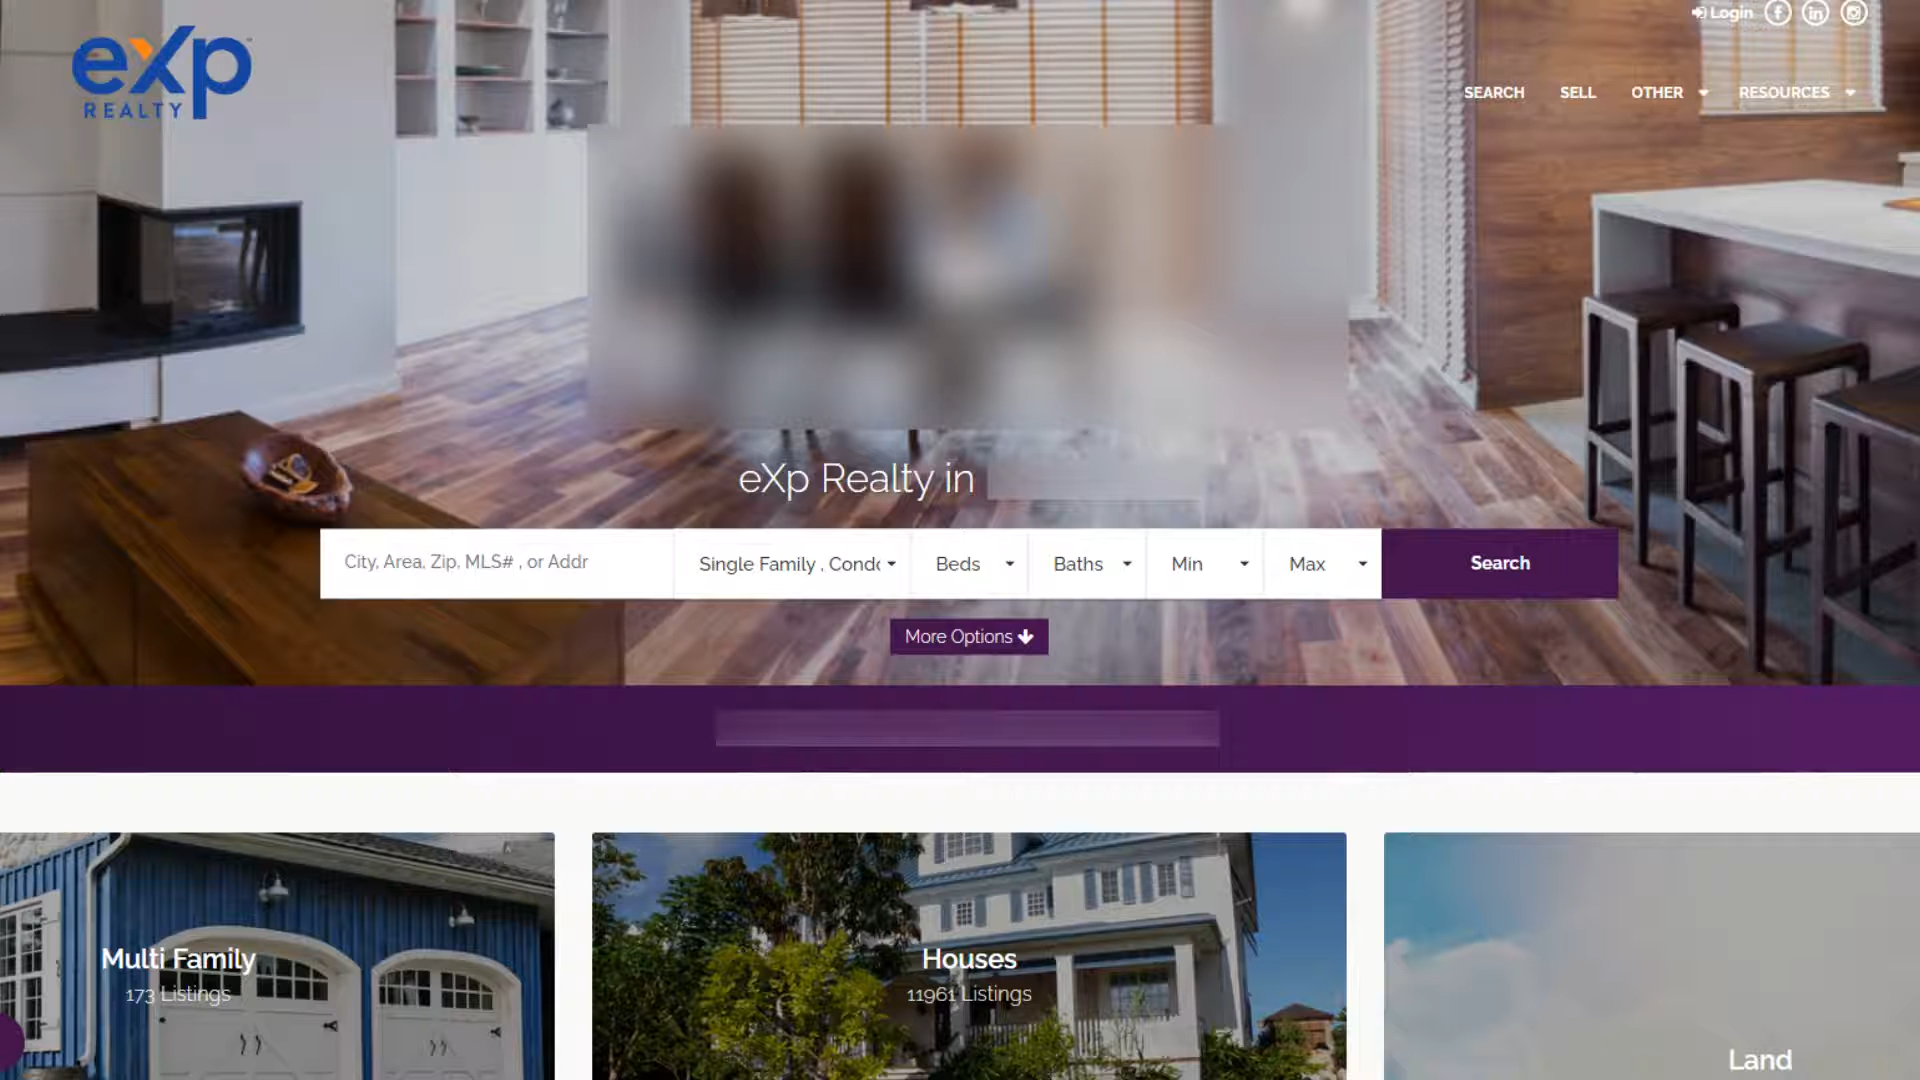 eXp
REALTY
Login
SEARCH SELL OTHER RESOURCES
eXp Realty in
City, Area, Zip, MLS# , or Addr
Single Family , Condo
Beds
Baths
Min
Max
Search
More Options
Multi Family
173 Listings
Houses
11961 Listings
Land